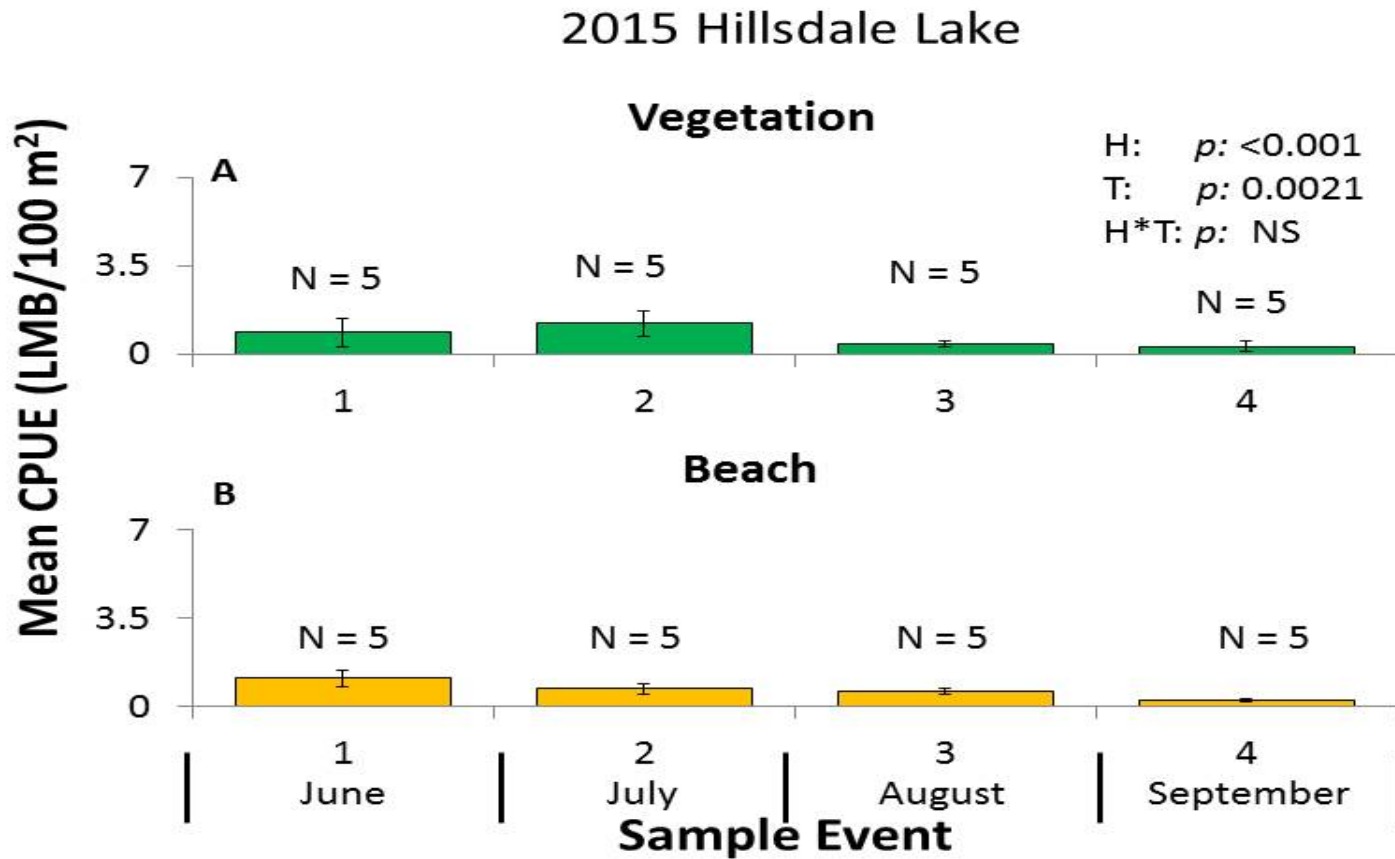 2015 Hillsdale Lake
Mean CPUE (LMB/100 m²)
Vegetation
H: p: <0.001
T: p: 0.0021
H*T: p: NS
A
7
3.5
0
N = 5
N = 5
N = 5
N = 5
1 2 3 4
Beach
B
7
3.5
0
N = 5 N = 5 N = 5 N = 5
1 2 3 4
June July August September
Sample Event